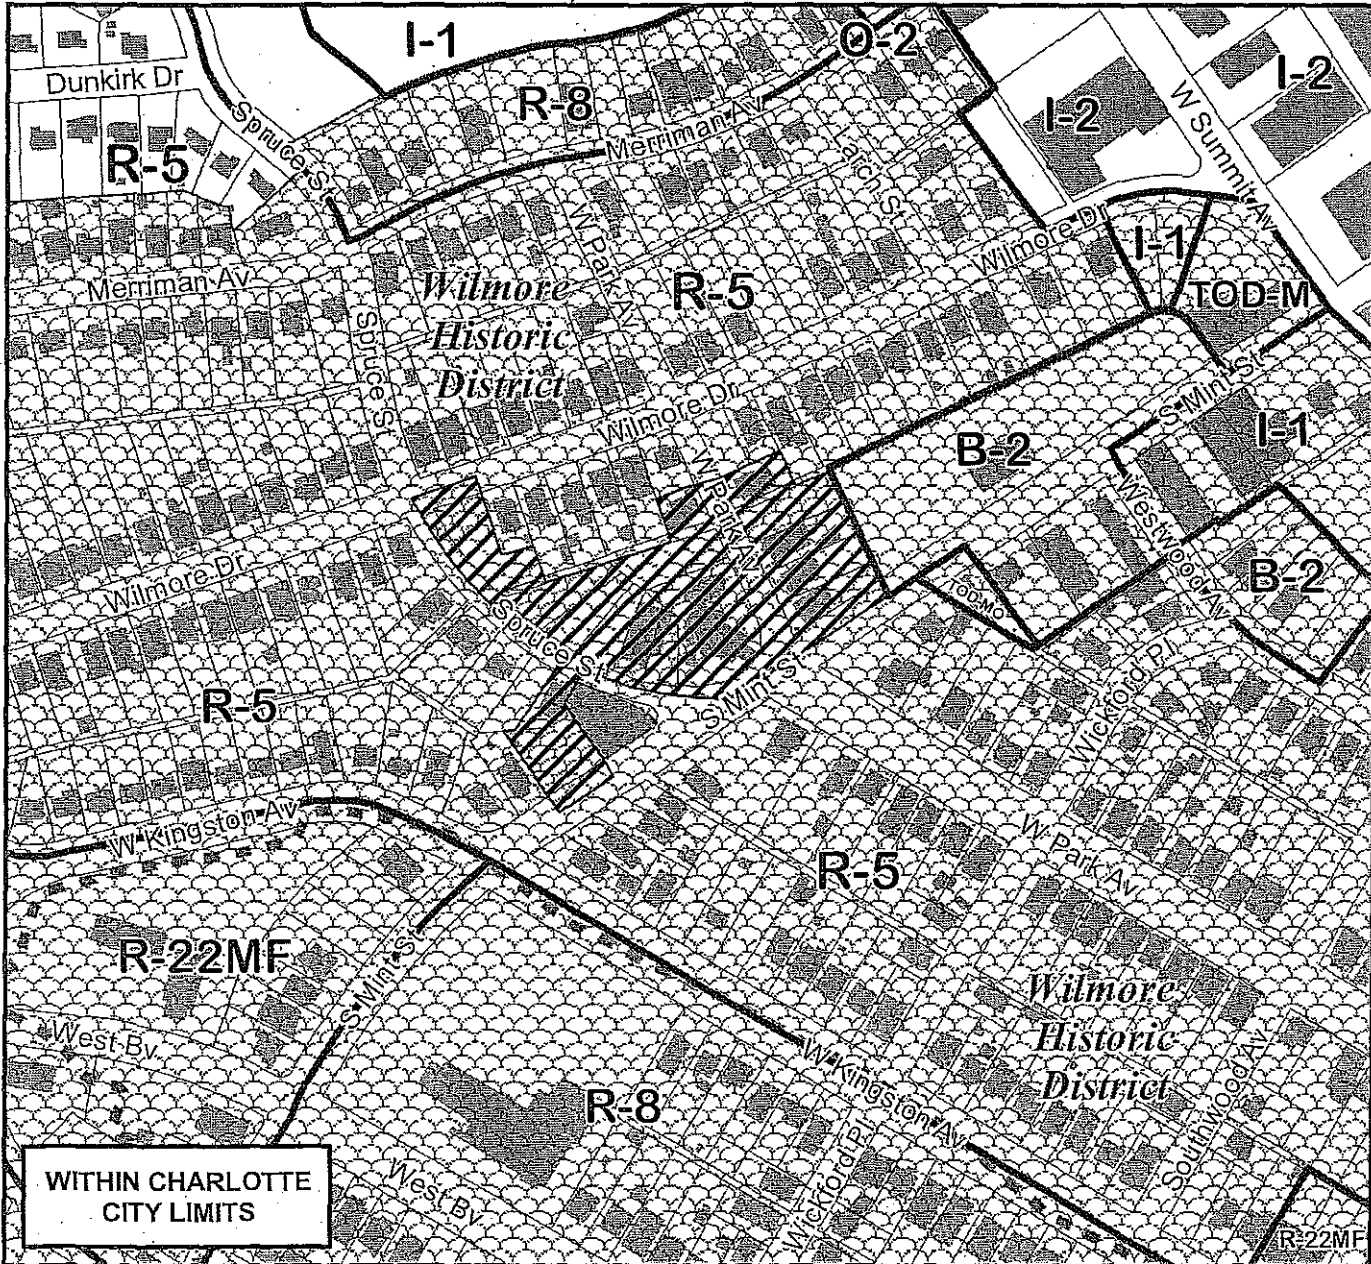 I-1
O-2
I-2
Dunkirk Dr
R-8
I-2
W Summit Av
Spruce St
Merriman Av
R-5
Larch St
Wilmore Dr
I-1
W Park Av
Merriman Av
Wilmore
Historic
District
R-5
TOD-M
Spruce S
S Mint St
Wilmore Dr
I-1
B-2
W Park Av
Westwood Av
Wilmore Dr
B-2
TOD-MO
Spruce St
Wickford Pl
R-5
S Mint St
W Kingston Av
W Park Av
R-5
R-22MF
S Mint St
Wilmore
Historic
District
West Bv
W Kingston Av
Southwood Av
R-8
WITHIN CHARLOTTE
CITY LIMITS
West Bv
Wickford Pl
R-22MF